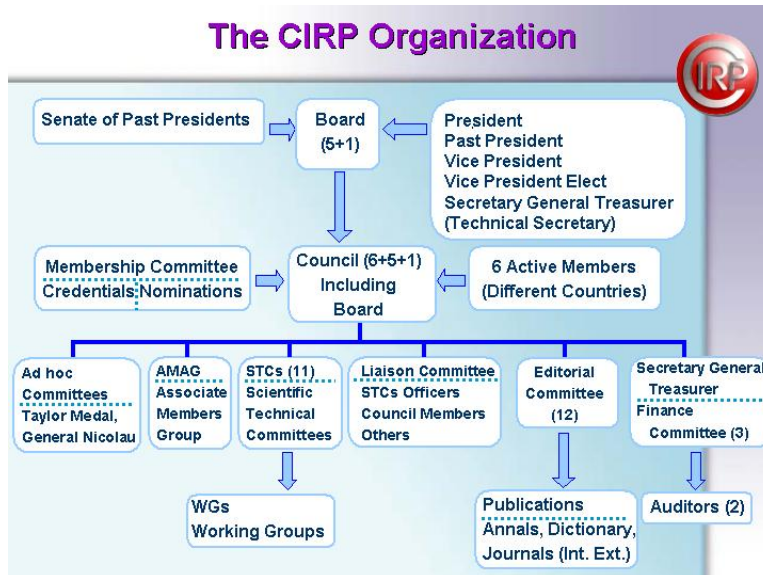 The CIRP Organization
CIRP
Senate of Past Presidents
Board
(5+1)
President
Past President
Vice President
Vice President Elect
Secretary General Treasurer
(Technical Secretary)
Membership Committee
Credentials Nominations
Council (6+5+1)
Including
Board
6 Active Members
(Different Countries)
Ad hoc
Committees
Taylor Medal,
General Nicolau
AMAG
Associate
Members
Group
STCs (11)
Scientific
Technical
Committees
Liaison Committee
STCs Officers
Council Members
Others
Editorial
Committee
(12)
Secretary General
Treasurer
Finance
Committee (3)
WGs
Working Groups
Publications
Annals, Dictionary,
Journals (Int. Ext.)
Auditors (2)